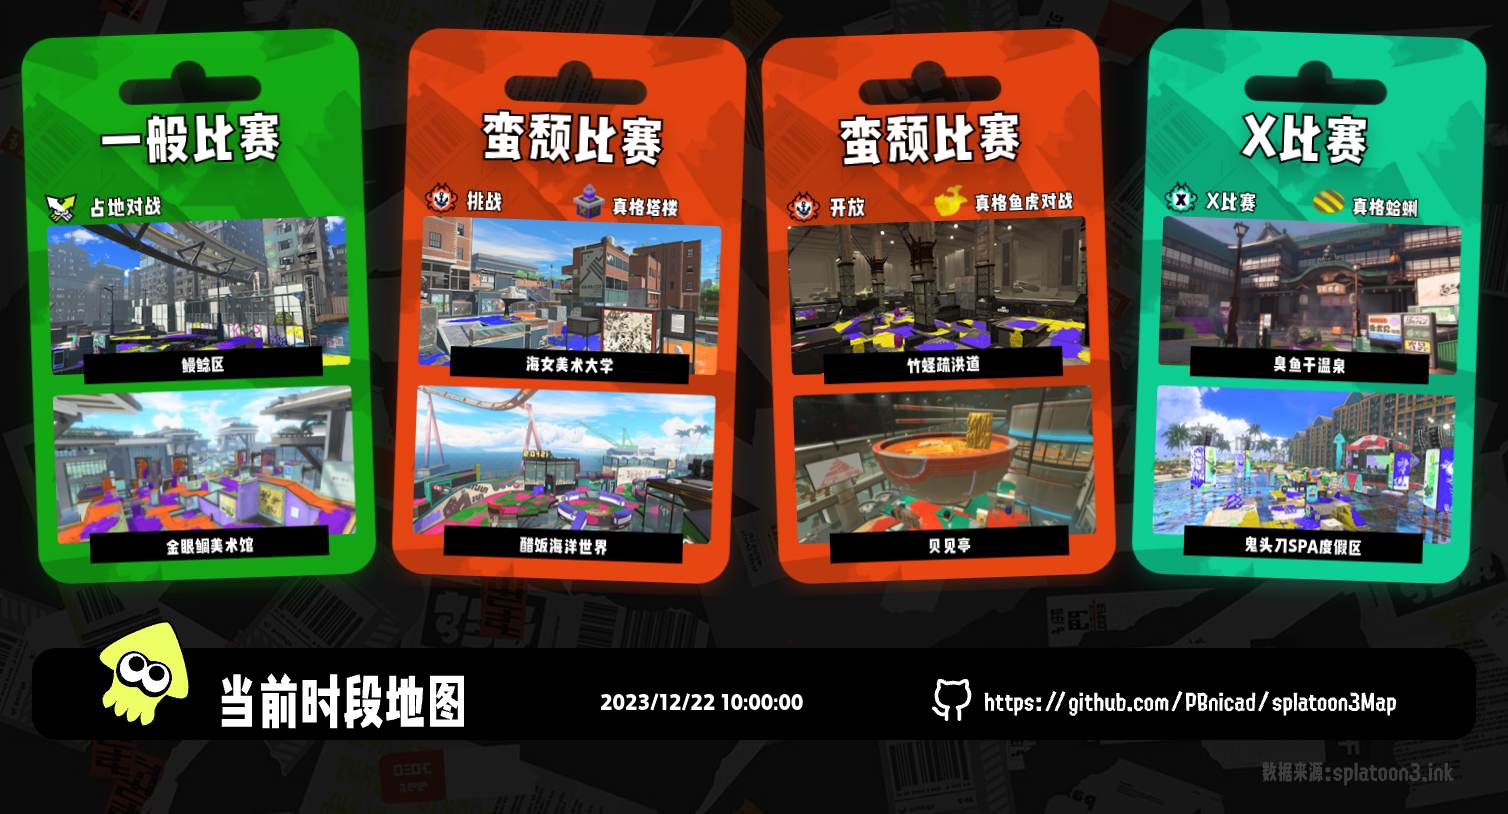 一般比赛
占地对战
鳗鲶区
金眼鲷美术馆
蛮颓比赛
挑战
真格塔楼
海女美术大学
醋饭海洋世界
蛮颓比赛
开放
真格鱼虎对战
竹蛏疏洪道
贝见亭
X比赛
X比赛
真格蛤蜊
臭鱼干温泉
鬼头刀SPA度假区
当前时段地图
2023/12/22 10:00:00
https://github.com/PBnicad/splatoon3Map
数据来源:splatoon3.ink